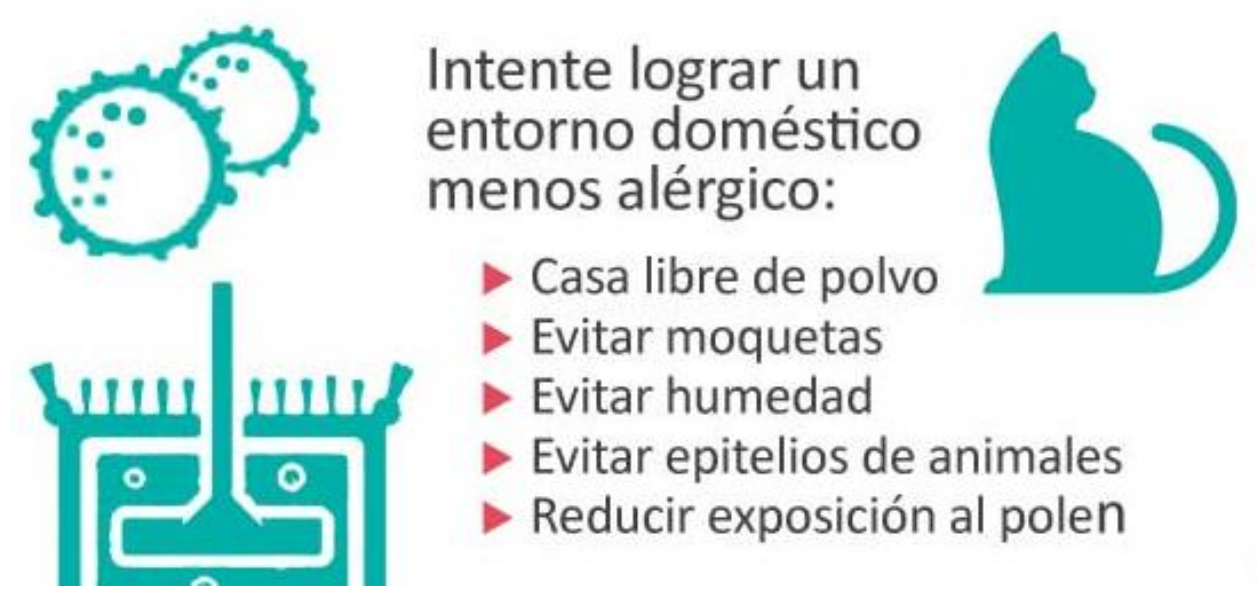 Intente lograr un
entorno doméstico
menos alérgico:
► Casa libre de polvo
► Evitar moquetas
► Evitar humedad
► Evitar epitelios de animales
► Reducir exposición al polen